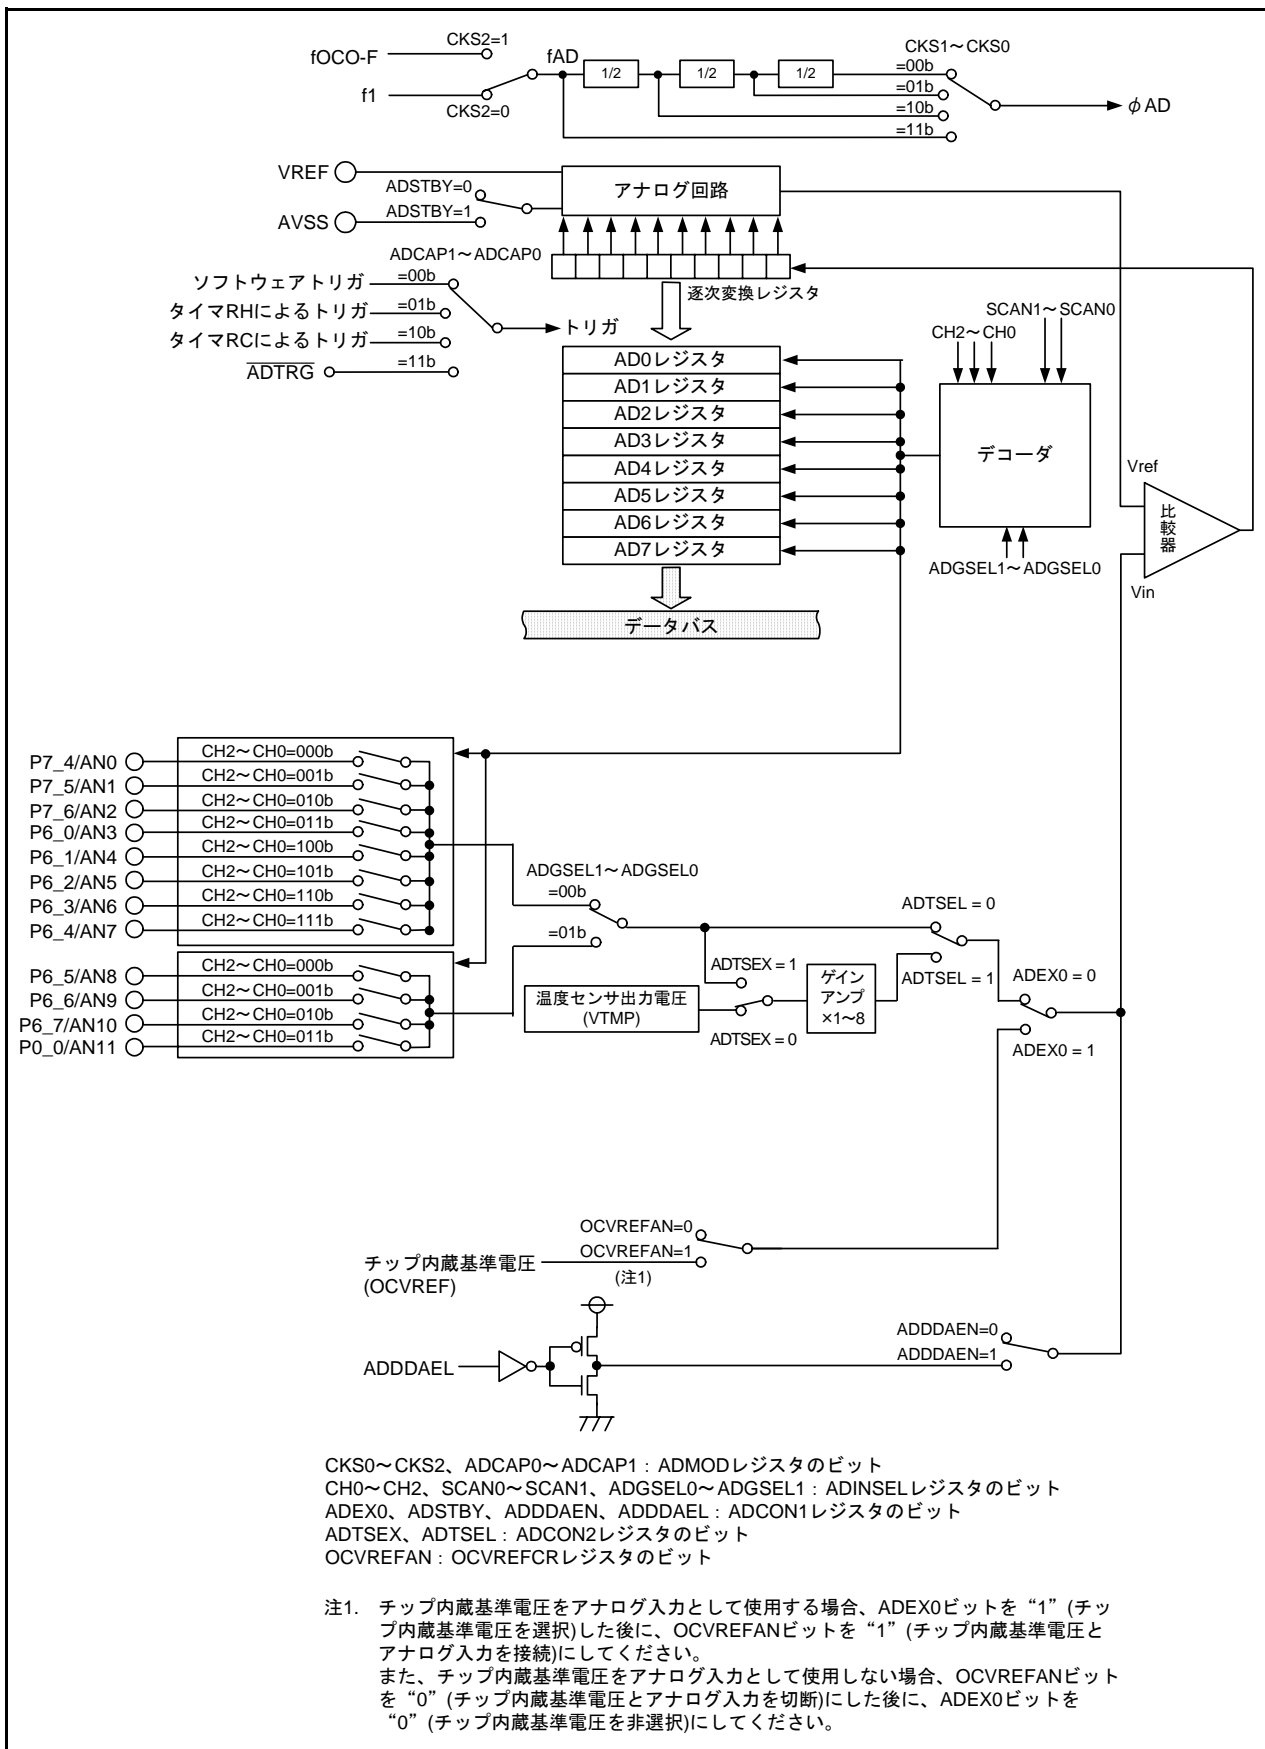 CKS2=1
fOCO-F
f1
CKS2=0
fAD
1/2
1/2
1/2
CKS1～CKS0
=00b
=01b
=10b
=11b
φAD
VREF
AVSS
ADSTBY=0
ADSTBY=1
アナログ回路
逐次変換レジスタ
ADCAP1～ADCAP0
ソフトウェアトリガ
=00b
タイマRHによるトリガ
=01b
タイマRCによるトリガ
=10b
ADTRG
=11b
トリガ
AD0レジスタ
AD1レジスタ
AD2レジスタ
AD3レジスタ
AD4レジスタ
AD5レジスタ
AD6レジスタ
AD7レジスタ
データバス
SCAN1～SCAN0
CH2～CH0
デコーダ
ADGSEL1～ADGSEL0
Vref
比較器
Vin
P7_4/AN0
CH2～CH0=000b
P7_5/AN1
CH2～CH0=001b
P7_6/AN2
CH2～CH0=010b
P6_0/AN3
CH2～CH0=011b
P6_1/AN4
CH2～CH0=100b
P6_2/AN5
CH2～CH0=101b
P6_3/AN6
CH2～CH0=110b
P6_4/AN7
CH2～CH0=111b
P6_5/AN8
CH2～CH0=000b
P6_6/AN9
CH2～CH0=001b
P6_7/AN10
CH2～CH0=010b
P0_0/AN11
CH2～CH0=011b
ADGSEL1～ADGSEL0
=00b
=01b
温度センサ出力電圧
(VTMP)
ADTSEX = 1
ADTSEX = 0
ゲイン
アンプ
×1～8
ADTSEL = 0
ADTSEL = 1
ADEX0 = 0
ADEX0 = 1
OCVREFAN=0
OCVREFAN=1
(注1)
チップ内蔵基準電圧
(OCVREF)
ADDDAEL
ADDDAEN=0
ADDDAEN=1
CKS0～CKS2、ADCAP0～ADCAP1：ADMODレジスタのビット
CH0～CH2、SCAN0～SCAN1、ADGSEL0～ADGSEL1：ADINSELレジスタのビット
ADEX0、ADSTBY、ADDDAEN、ADDDAEL：ADCON1レジスタのビット
ADTSEX、ADTSEL：ADCON2レジスタのビット
OCVREFAN：OCVREFCRレジスタのビット
注1. チップ内蔵基準電圧をアナログ入力として使用する場合、ADEX0ビットを“1”(チッ
プ内蔵基準電圧を選択)した後に、OCVREFANビットを“1”(チップ内蔵基準電圧と
アナログ入力を接続)にしてください。
また、チップ内蔵基準電圧をアナログ入力として使用しない場合、OCVREFANビット
を“0”(チップ内蔵基準電圧とアナログ入力を切断)にした後に、ADEX0ビットを
“0”(チップ内蔵基準電圧を非選択)にしてください。